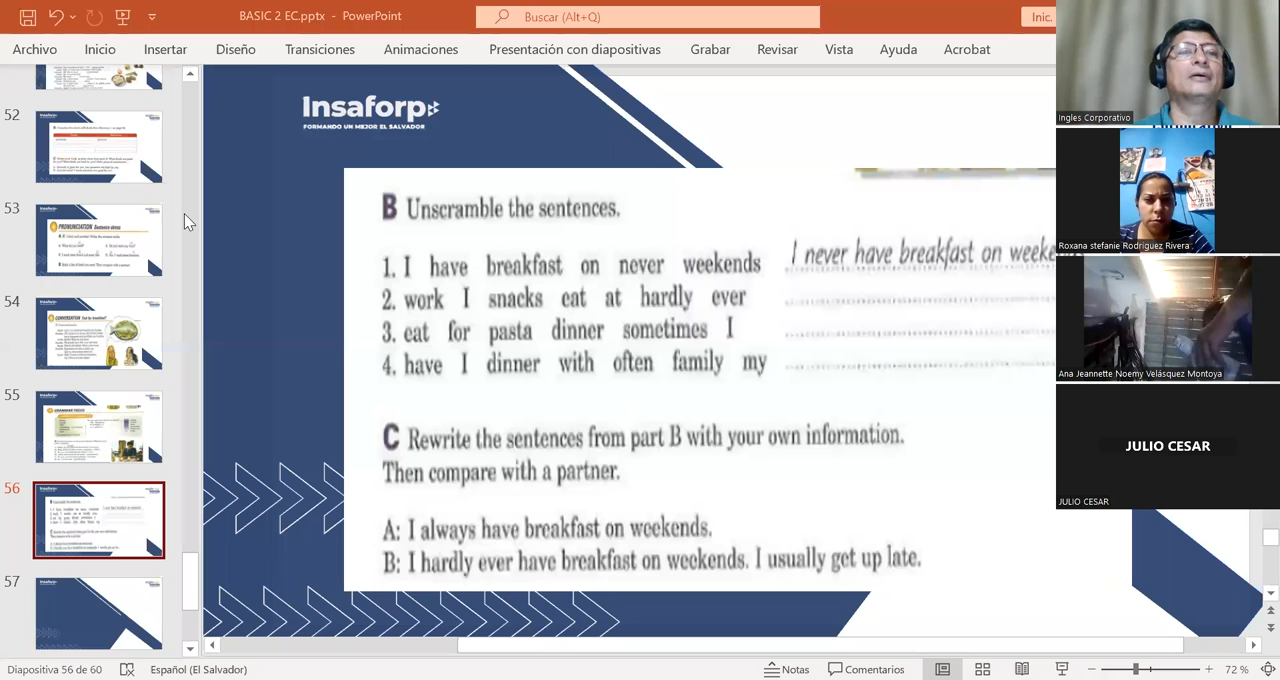 BASIC 2 EC.pptx - PowerPoint
Buscar (Alt+Q)
Inic.
Archivo Inicio Insertar Diseño Transiciones Animaciones Presentación con diapositivas Grabar Revisar Vista Ayuda Acrobat
52
53
PRONUNCIATION Sentence stress
54
55
56
57
Insaforp
FORMANDO UN MEJOR EL SALVADOR
B Unscramble the sentences.
1. I have breakfast on never weekends
I never have breakfast on weeke
2. work I snacks eat at hardly ever
3. eat for pasta dinner sometimes I
4. have I dinner with often family my
C Rewrite the sentences from part B with your own information.
Then compare with a partner.
A: I always have breakfast on weekends.
B: I hardly ever have breakfast on weekends. I usually get up late.
Ingles Corporativo
Roxana stefanie Rodriguez Rivera
Ana Jeannette Noemy Velásquez Montoya
JULIO CESAR
JULIO CESAR
Diapositiva 56 de 60
Español (El Salvador)
Notas
Comentarios
72 %